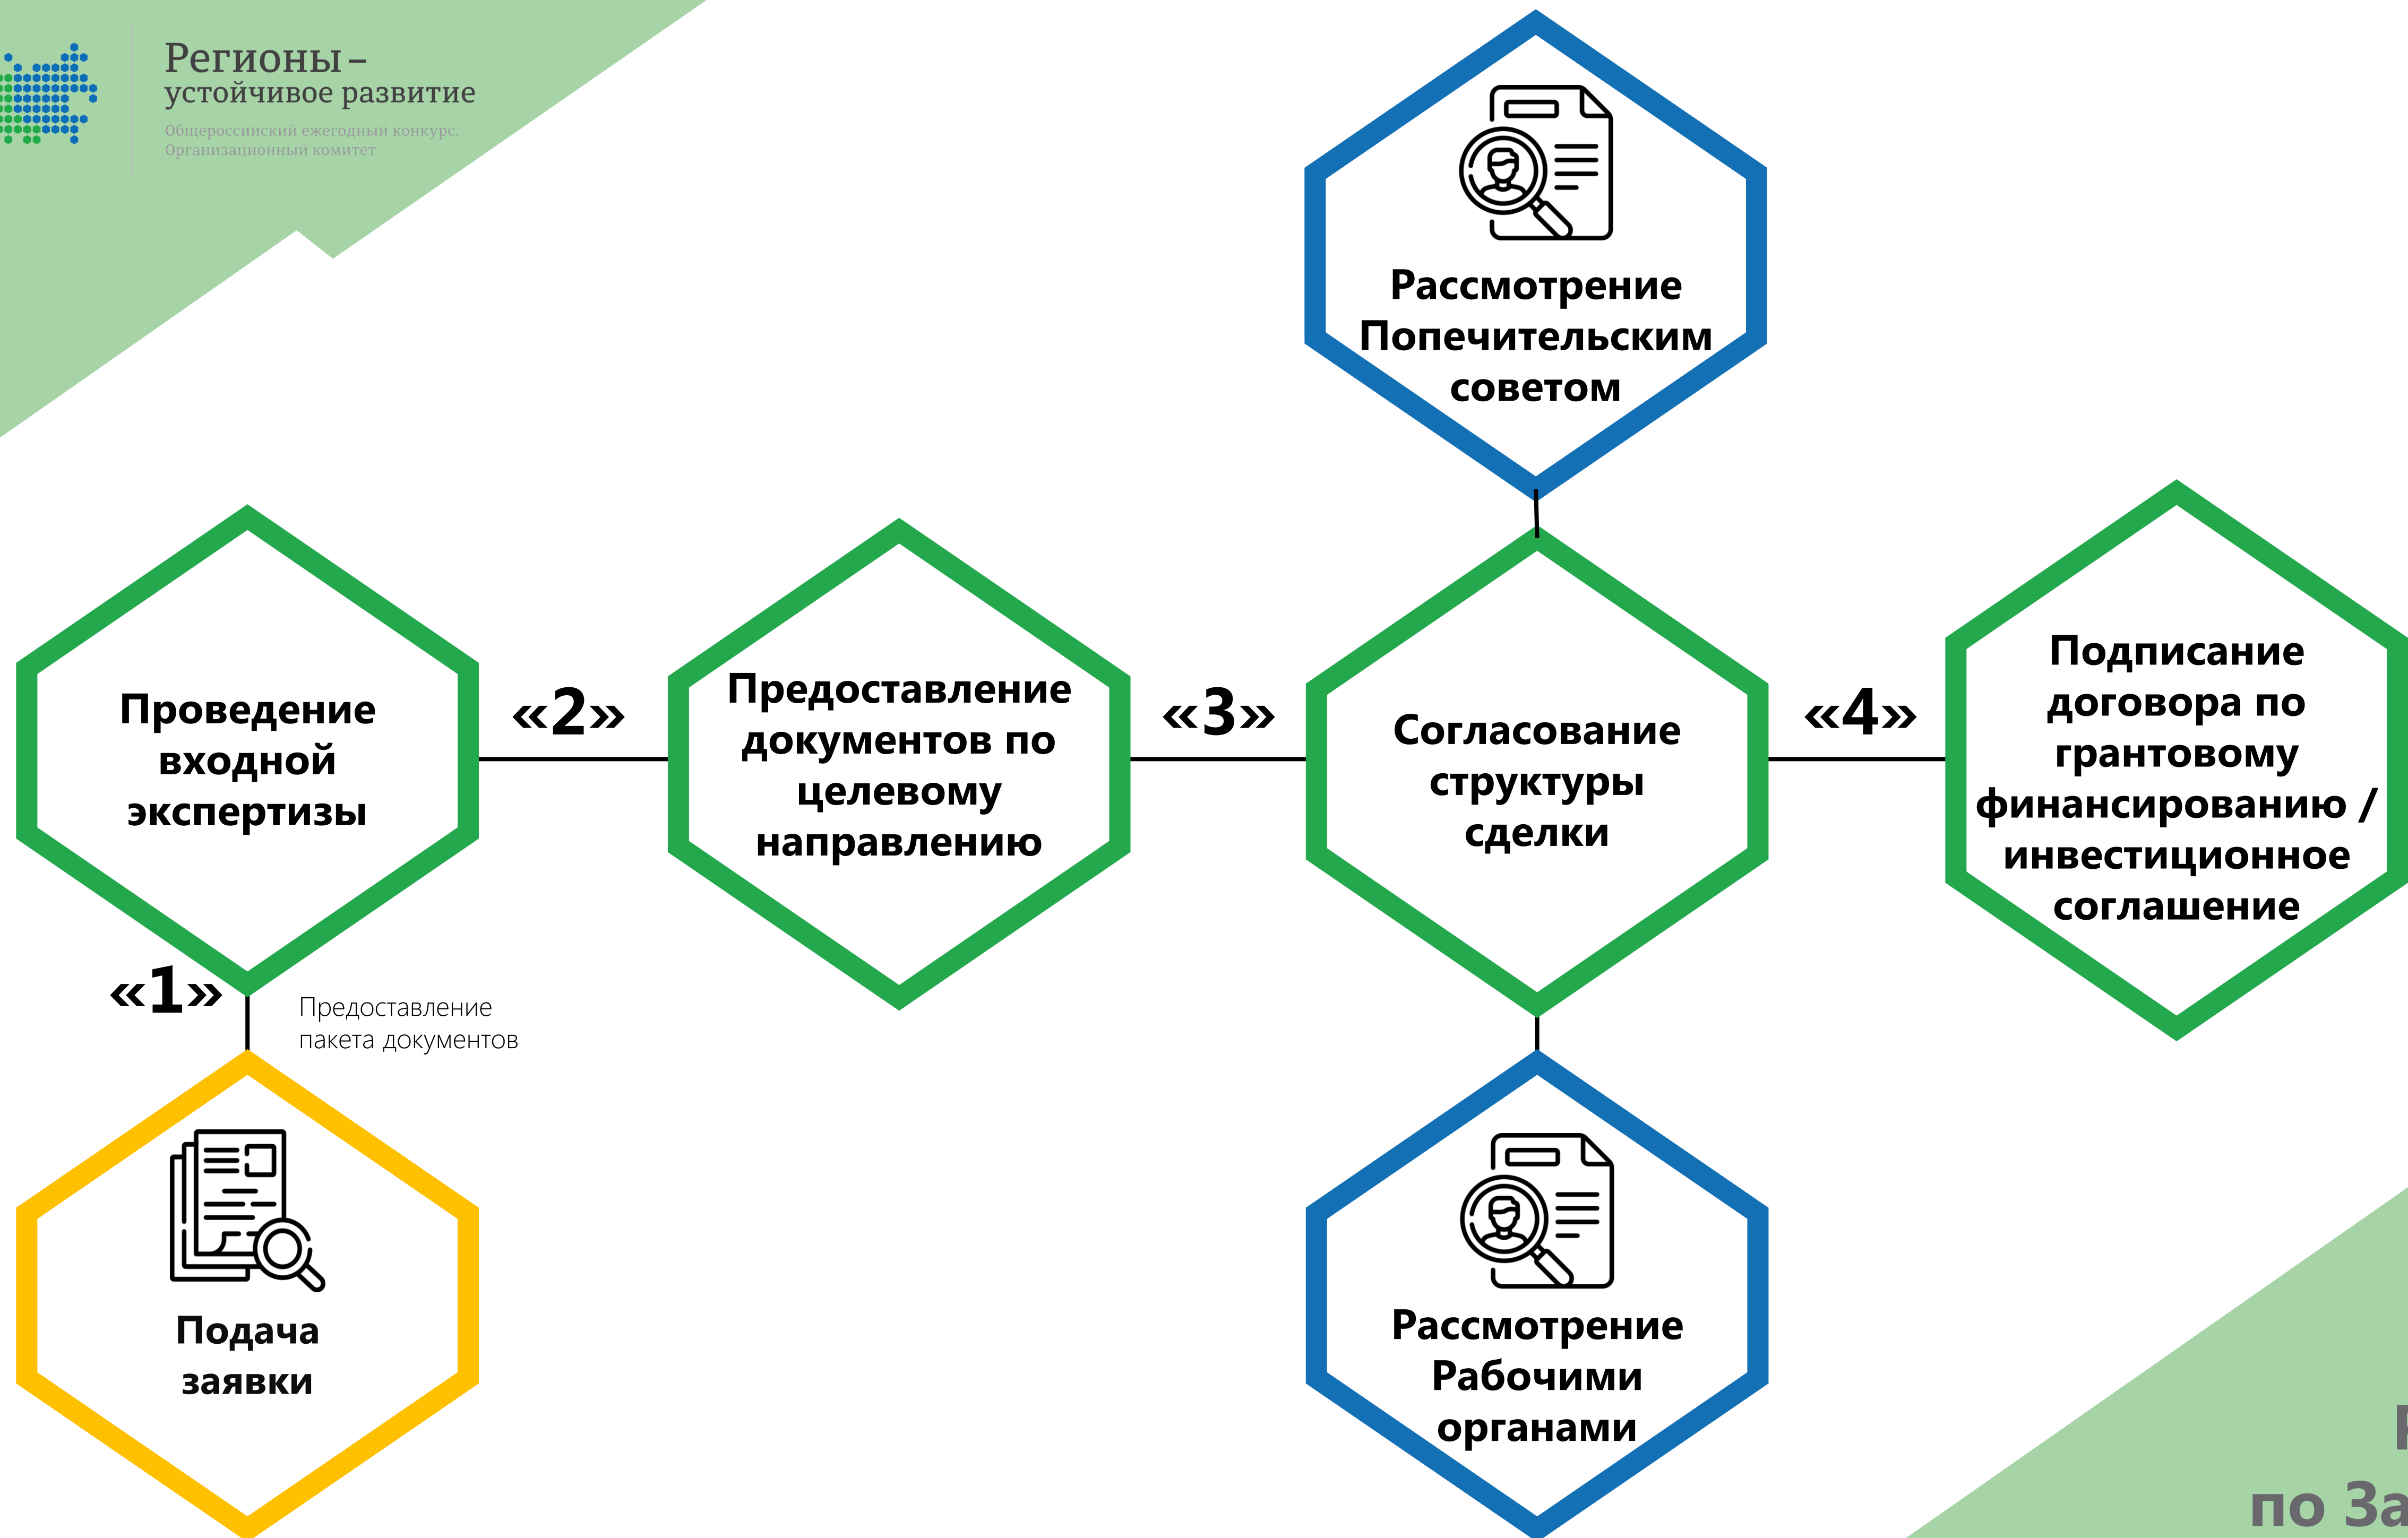 Регионы –
устойчивое развитие
Общероссийский ежегодный конкурс.
Организационный комитет
Рассмотрение
Попечительским
советом
Проведение
входной
экспертизы
«2»
Предоставление
документов по
целевому
направлению
«3»
Согласование
структуры
сделки
«4»
Подписание
договора по
грантовому
финансированию /
инвестиционное
соглашение
«1»
Предоставление
пакета документов
Подача
заявки
Рассмотрение
Рабочими
органами
по